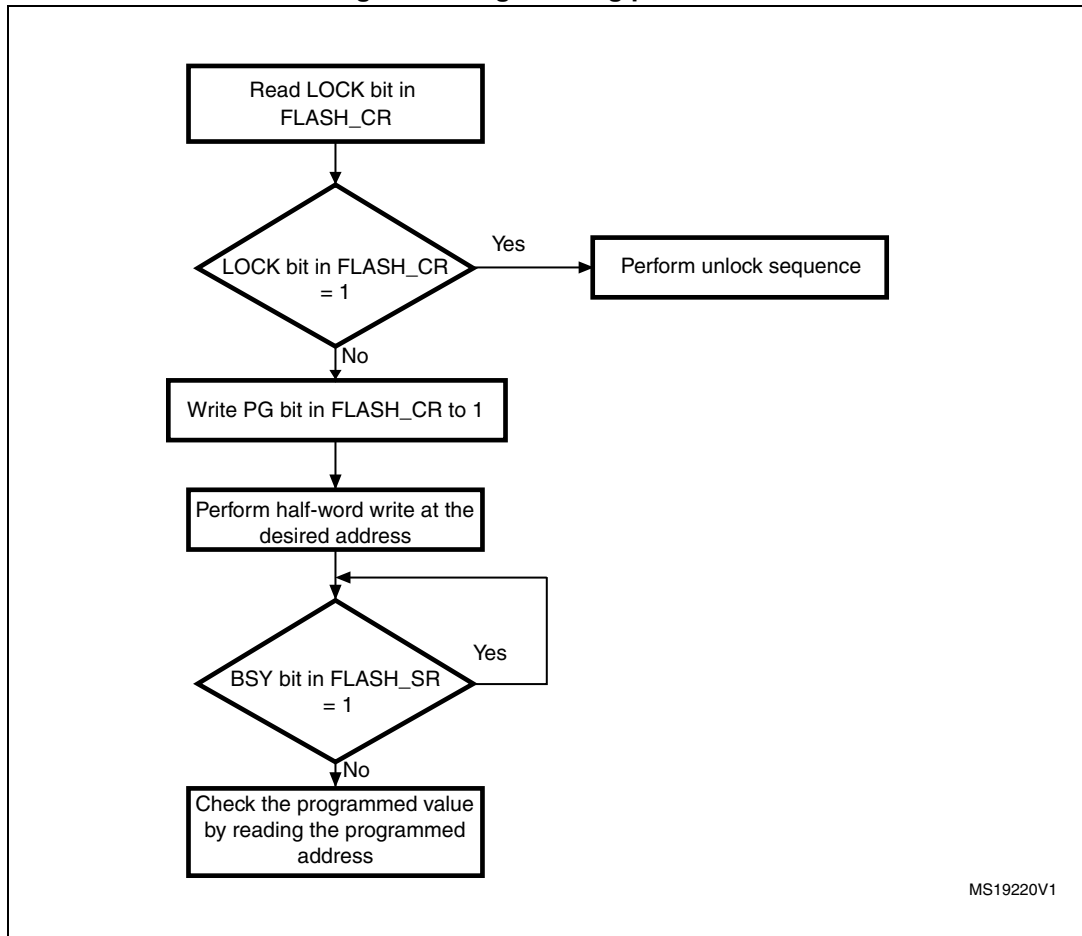 Read LOCK bit in
FLASH_CR
Yes
LOCK bit in FLASH_CR
= 1
Perform unlock sequence
No
Write PG bit in FLASH_CR to 1
Perform half-word write at the
desired address
Yes
BSY bit in FLASH_SR
= 1
No
Check the programmed value
by reading the programmed
address
MS19220V1